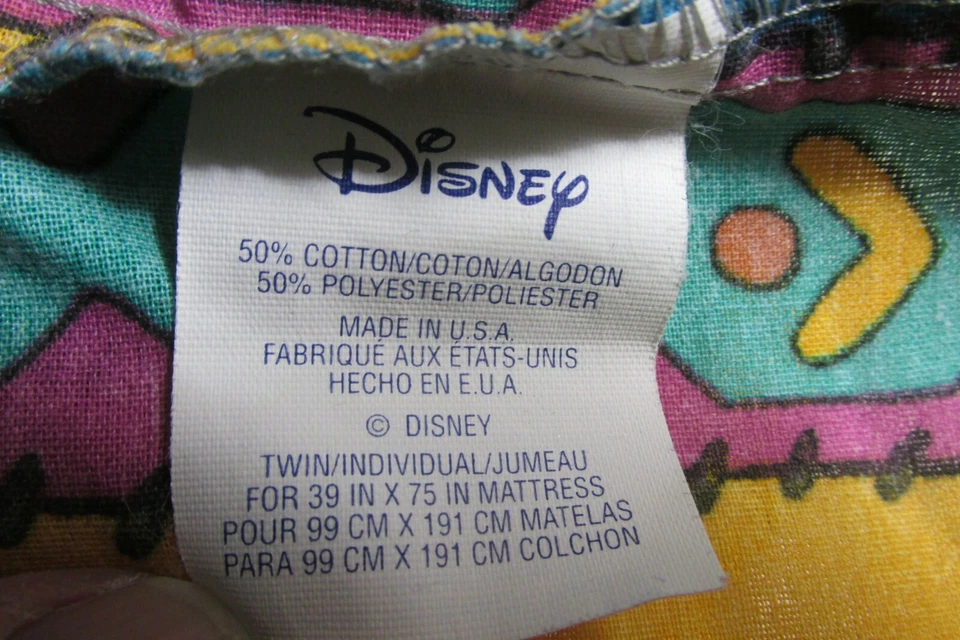 Disney
50% COTTON/COTON/ALGODON
50% POLYESTER/POLIESTER
MADE IN U.S.A.
FABRIQUÉ AUX ÉTATS-UNIS
HECHO EN E.U.A.
© DISNEY
TWIN/INDIVIDUAL/JUMEAU
FOR 39 IN X 75 IN MATTRESS
POUR 99 CM X 191 CM MATELAS
PARA 99 CM X 191 CM COLCHON